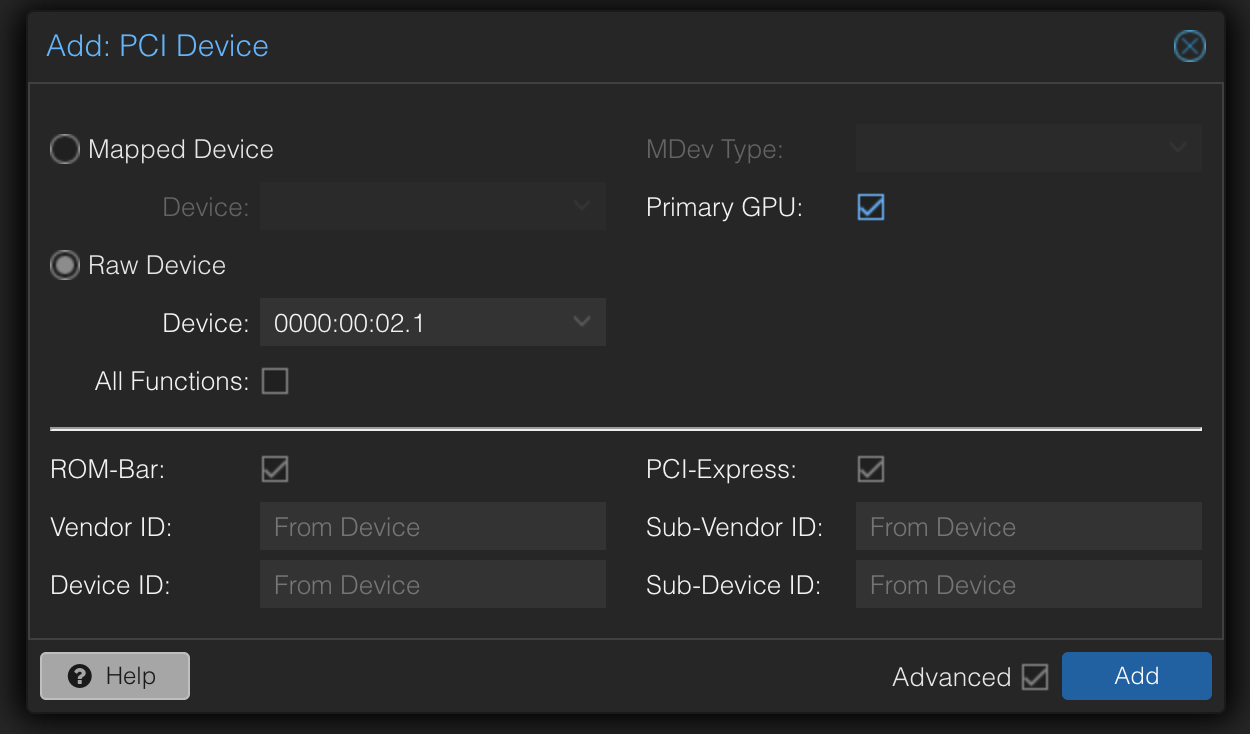 Add: PCI Device
Mapped Device
MDev Type:
Device:
Primary GPU:
Raw Device
Device: 0000:00:02.1
All Functions:
ROM-Bar:
PCI-Express:
Vendor ID: From Device
Sub-Vendor ID: From Device
Device ID: From Device
Sub-Device ID: From Device
Help
Advanced
Add